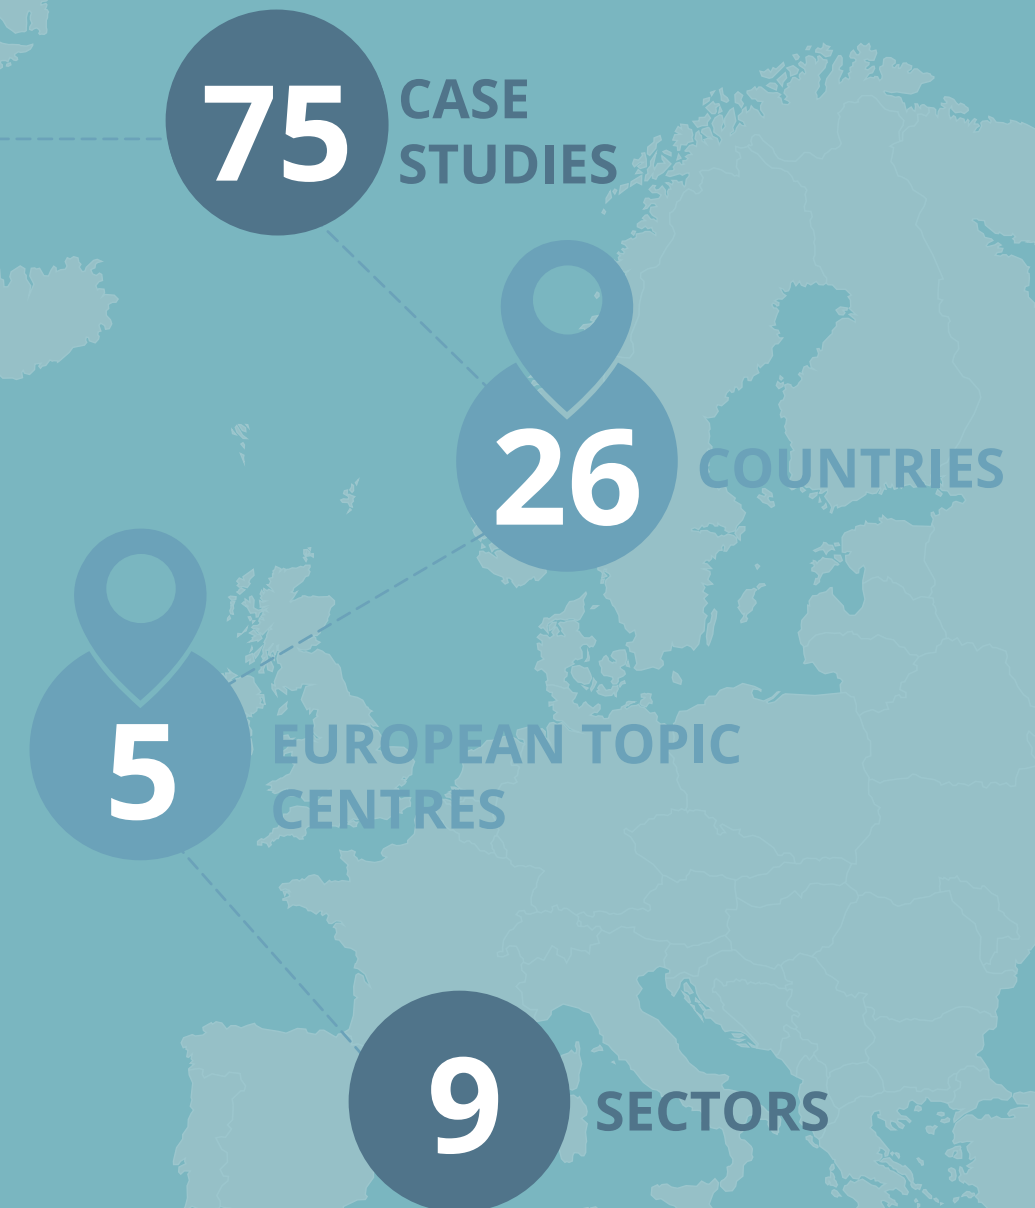 75
CASE
STUDIES
26
COUNTRIES
5
EUROPEAN TOPIC
CENTRES
9
SECTORS